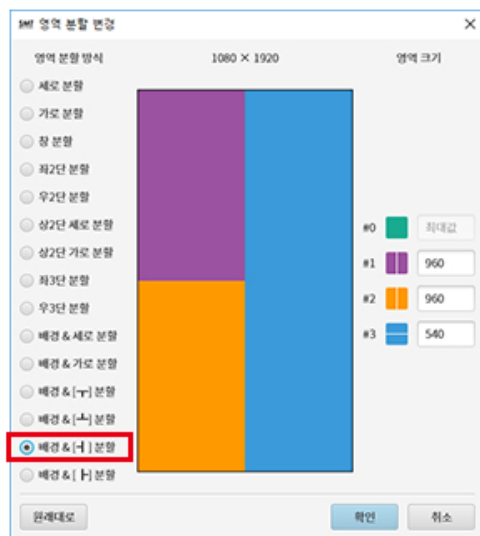 SMT 영역 분할 변경
영역 분할 방식
1080 × 1920
영역 크기
세로 분할
가로 분할
창 분할
좌2단 분할
우2단 분할
상2단 세로 분할
상2단 가로 분할
좌3단 분할
우3단 분할
배경 & 세로 분할
배경 & 가로 분할
배경 & [┬] 분할
배경 & [┴] 분할
배경 & [┤] 분할
배경 & [├] 분할
#0 최대값
#1 960
#2 960
#3 540
원래대로
확인
취소